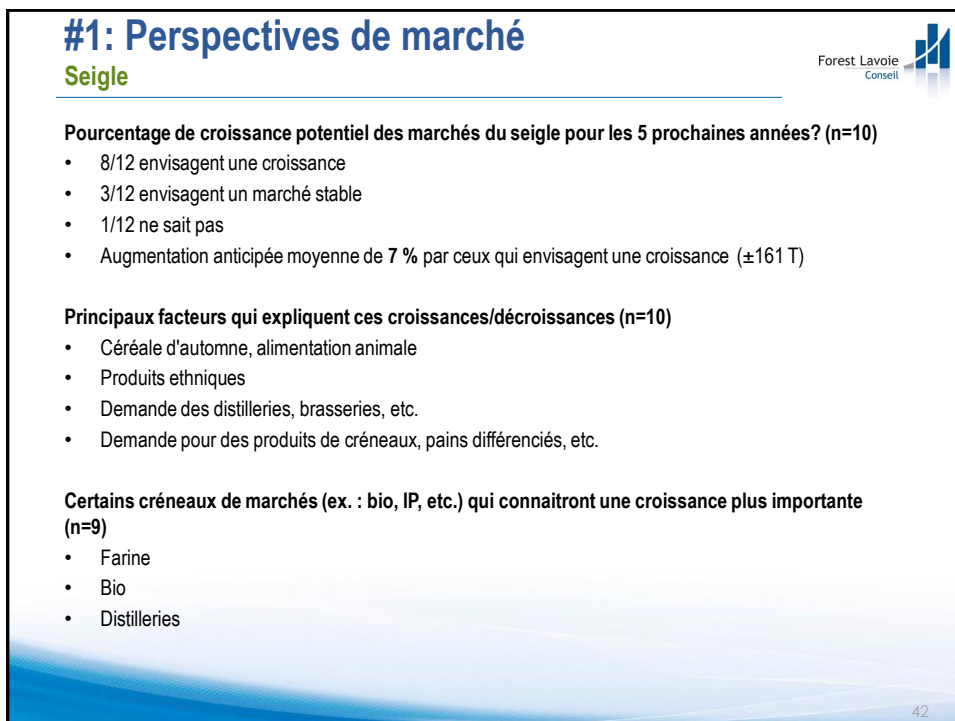 #1: Perspectives de marché
Seigle
Forest Lavoie
Conseil
Pourcentage de croissance potentiel des marchés du seigle pour les 5 prochaines années? (n=10)
• 8/12 envisagent une croissance
• 3/12 envisagent un marché stable
• 1/12 ne sait pas
• Augmentation anticipée moyenne de 7 % par ceux qui envisagent une croissance (±161 T)
Principaux facteurs qui expliquent ces croissances/décroissances (n=10)
• Céréale d'automne, alimentation animale
• Produits ethniques
• Demande des distilleries, brasseries, etc.
• Demande pour des produits de créneaux, pains différenciés, etc.
Certains créneaux de marchés (ex. : bio, IP, etc.) qui connaitront une croissance plus importante
(n=9)
• Farine
• Bio
• Distilleries
42